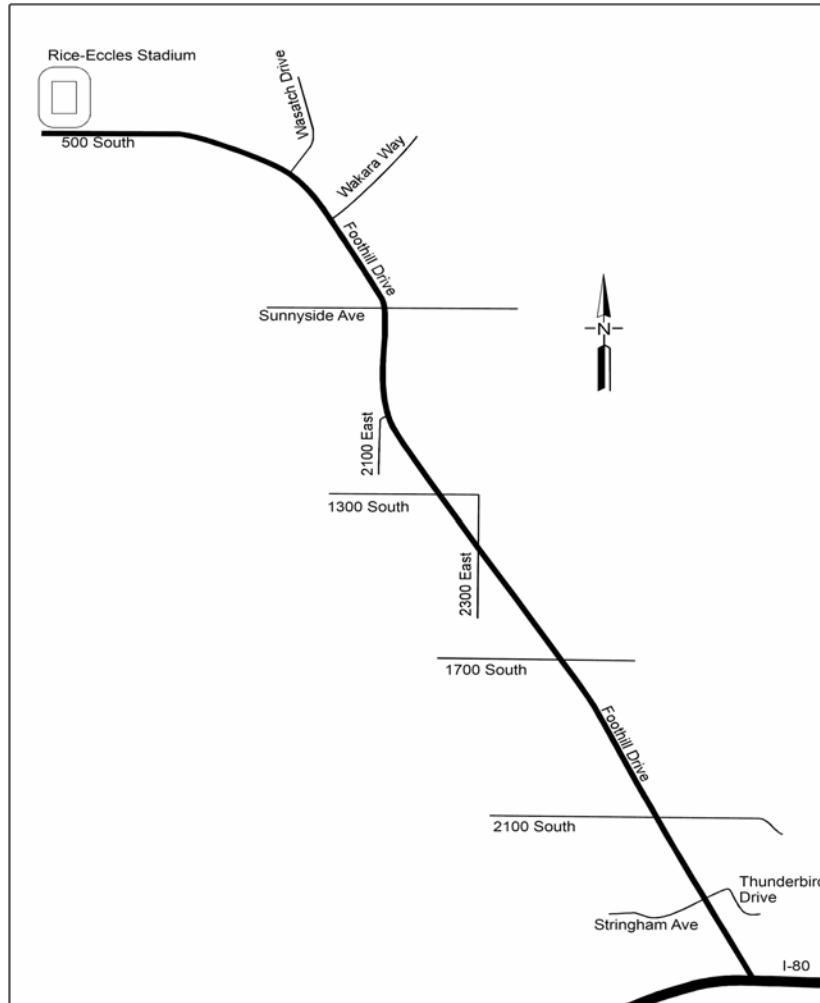 Rice-Eccles Stadium
500 South
Wasatch Drive
Wakara Way
Foothill Drive
Sunnyside Ave
N
2100 East
1300 South
2300 East
1700 South
Foothill Drive
2100 South
Thunderbird
Drive
Stringham Ave
I-80